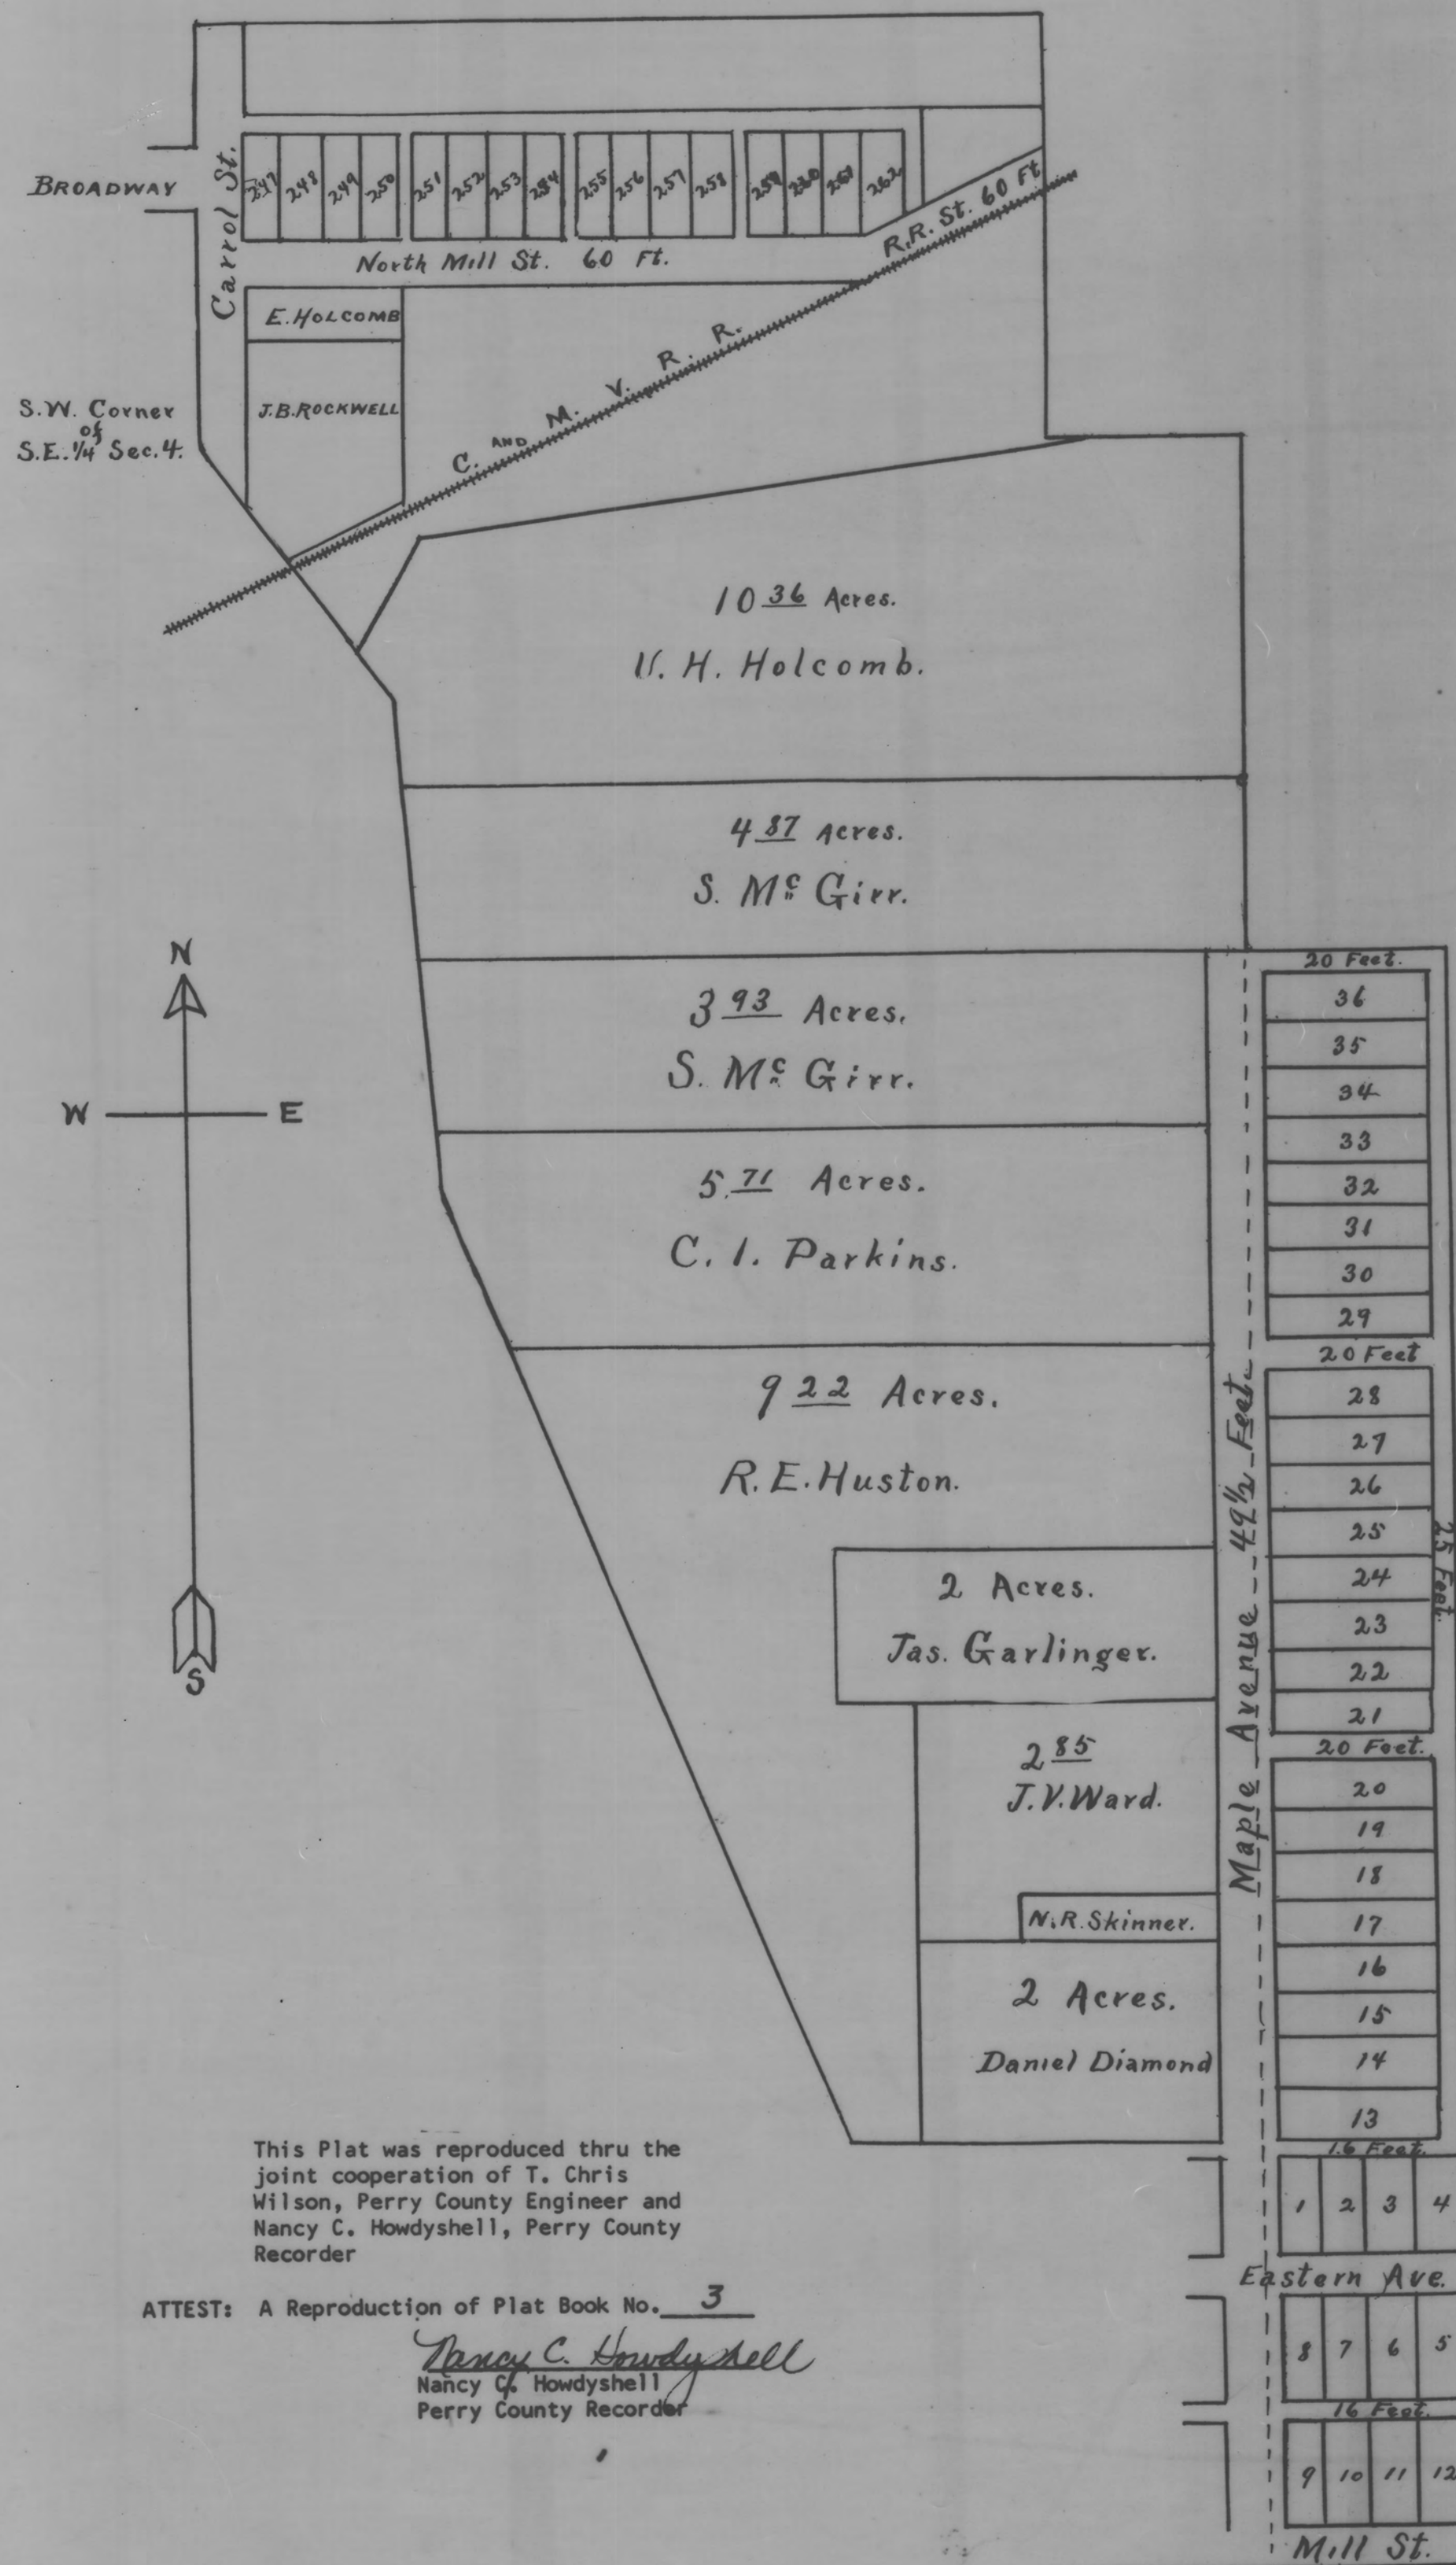 BROADWAY
Carrol St.
247 248 249 250 251 252 253 254 255 256 257 258 259 260 261 262
R.R. St. 60 Ft
North Mill St. 60 Ft.
E. HOLCOMB
J.B. ROCKWELL
C. AND M. V. R. R.
S.W. Corner
of
S.E. 1/4 Sec. 4.
10 36 Acres.
H. Holcomb.
4 87 Acres.
S. Mc Girr.
3 93 Acres.
S. Mc Girr.
5.71 Acres.
C. I. Parkins.
9 22 Acres.
R. E. Huston.
2 Acres.
Jas. Garlinger.
2 85
J. V. Ward.
N. R. Skinner.
2 Acres.
Daniel Diamond
N
W E
S
Maple Avenue 49 1/2 Feet
20 Feet.
36
35
34
33
32
31
30
29
20 Feet
28
27
26
25
24
23
22
21
25 Feet.
20 Feet.
20
19
18
17
16
15
14
13
16 Feet.
1 2 3 4
Eastern Ave.
8 7 6 5
16 Feet.
9 10 11 12
Mill St.
This Plat was reproduced thru the
joint cooperation of T. Chris
Wilson, Perry County Engineer and
Nancy C. Howdyshell, Perry County
Recorder
ATTEST: A Reproduction of Plat Book No. 3
Nancy C. Howdyshell
Nancy C. Howdyshell
Perry County Recorder